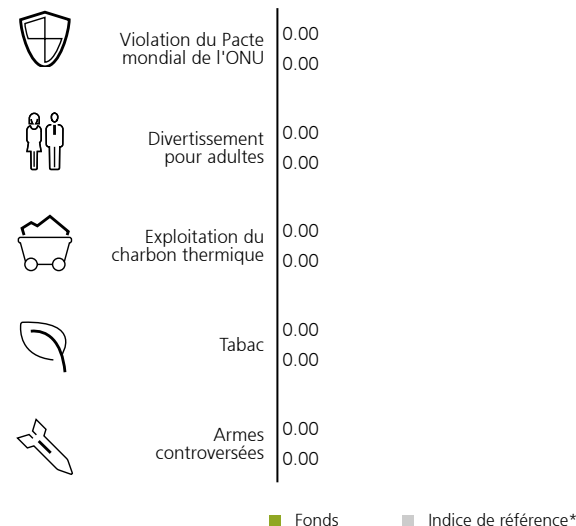 Violation du Pacte
mondial de l'ONU
0.00
0.00
Divertissement
pour adultes
0.00
0.00
Exploitation du
charbon thermique
0.00
0.00
Tabac
0.00
0.00
Armes
controversées
0.00
0.00
Fonds
Indice de référence*